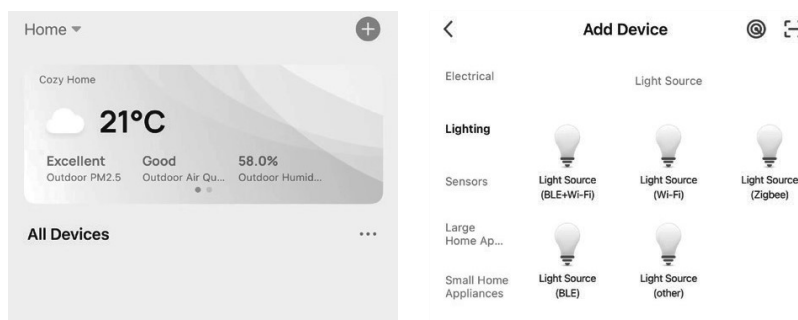 Home
Cozy Home
21°C
Excellent Good 58.0%
Outdoor PM2.5 Outdoor Air Qu... Outdoor Humid...
All Devices
Add Device
Electrical
Light Source
Lighting
Light Source Light Source Light Source
(BLE+Wi-Fi) (Wi-Fi) (Zigbee)
Sensors
Large
Home Ap...
Light Source Light Source
(BLE) (other)
Small Home
Appliances